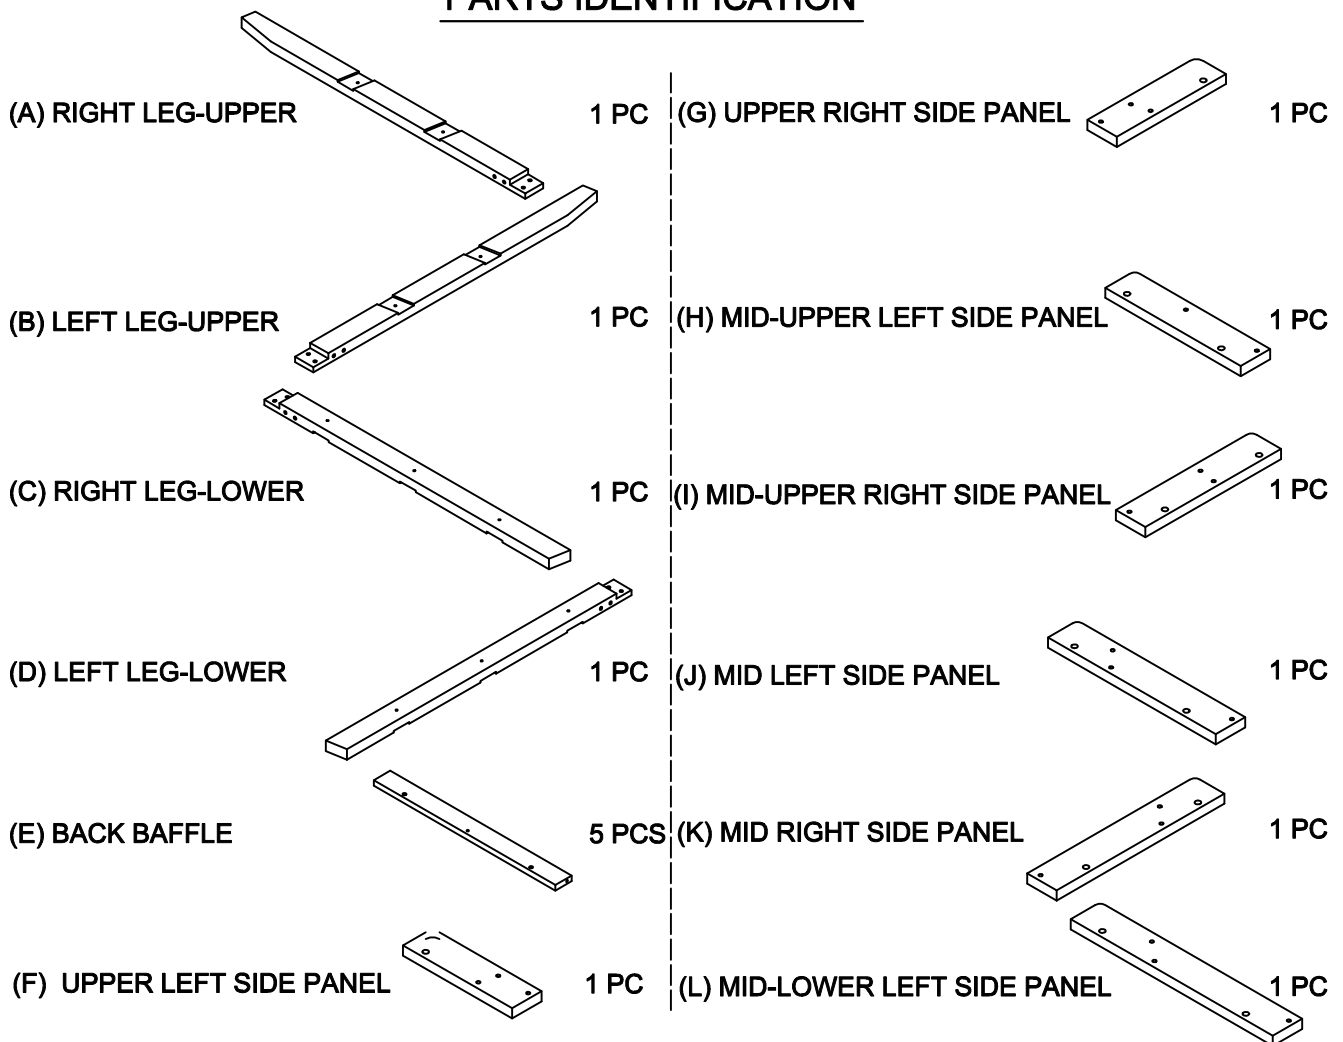 PARTS IDENTIFICATION
(A) RIGHT LEG-UPPER 1 PC
(B) LEFT LEG-UPPER 1 PC
(C) RIGHT LEG-LOWER 1 PC
(D) LEFT LEG-LOWER 1 PC
(E) BACK BAFFLE 5 PCS
(F) UPPER LEFT SIDE PANEL 1 PC
(G) UPPER RIGHT SIDE PANEL 1 PC
(H) MID-UPPER LEFT SIDE PANEL 1 PC
(I) MID-UPPER RIGHT SIDE PANEL 1 PC
(J) MID LEFT SIDE PANEL 1 PC
(K) MID RIGHT SIDE PANEL 1 PC
(L) MID-LOWER LEFT SIDE PANEL 1 PC